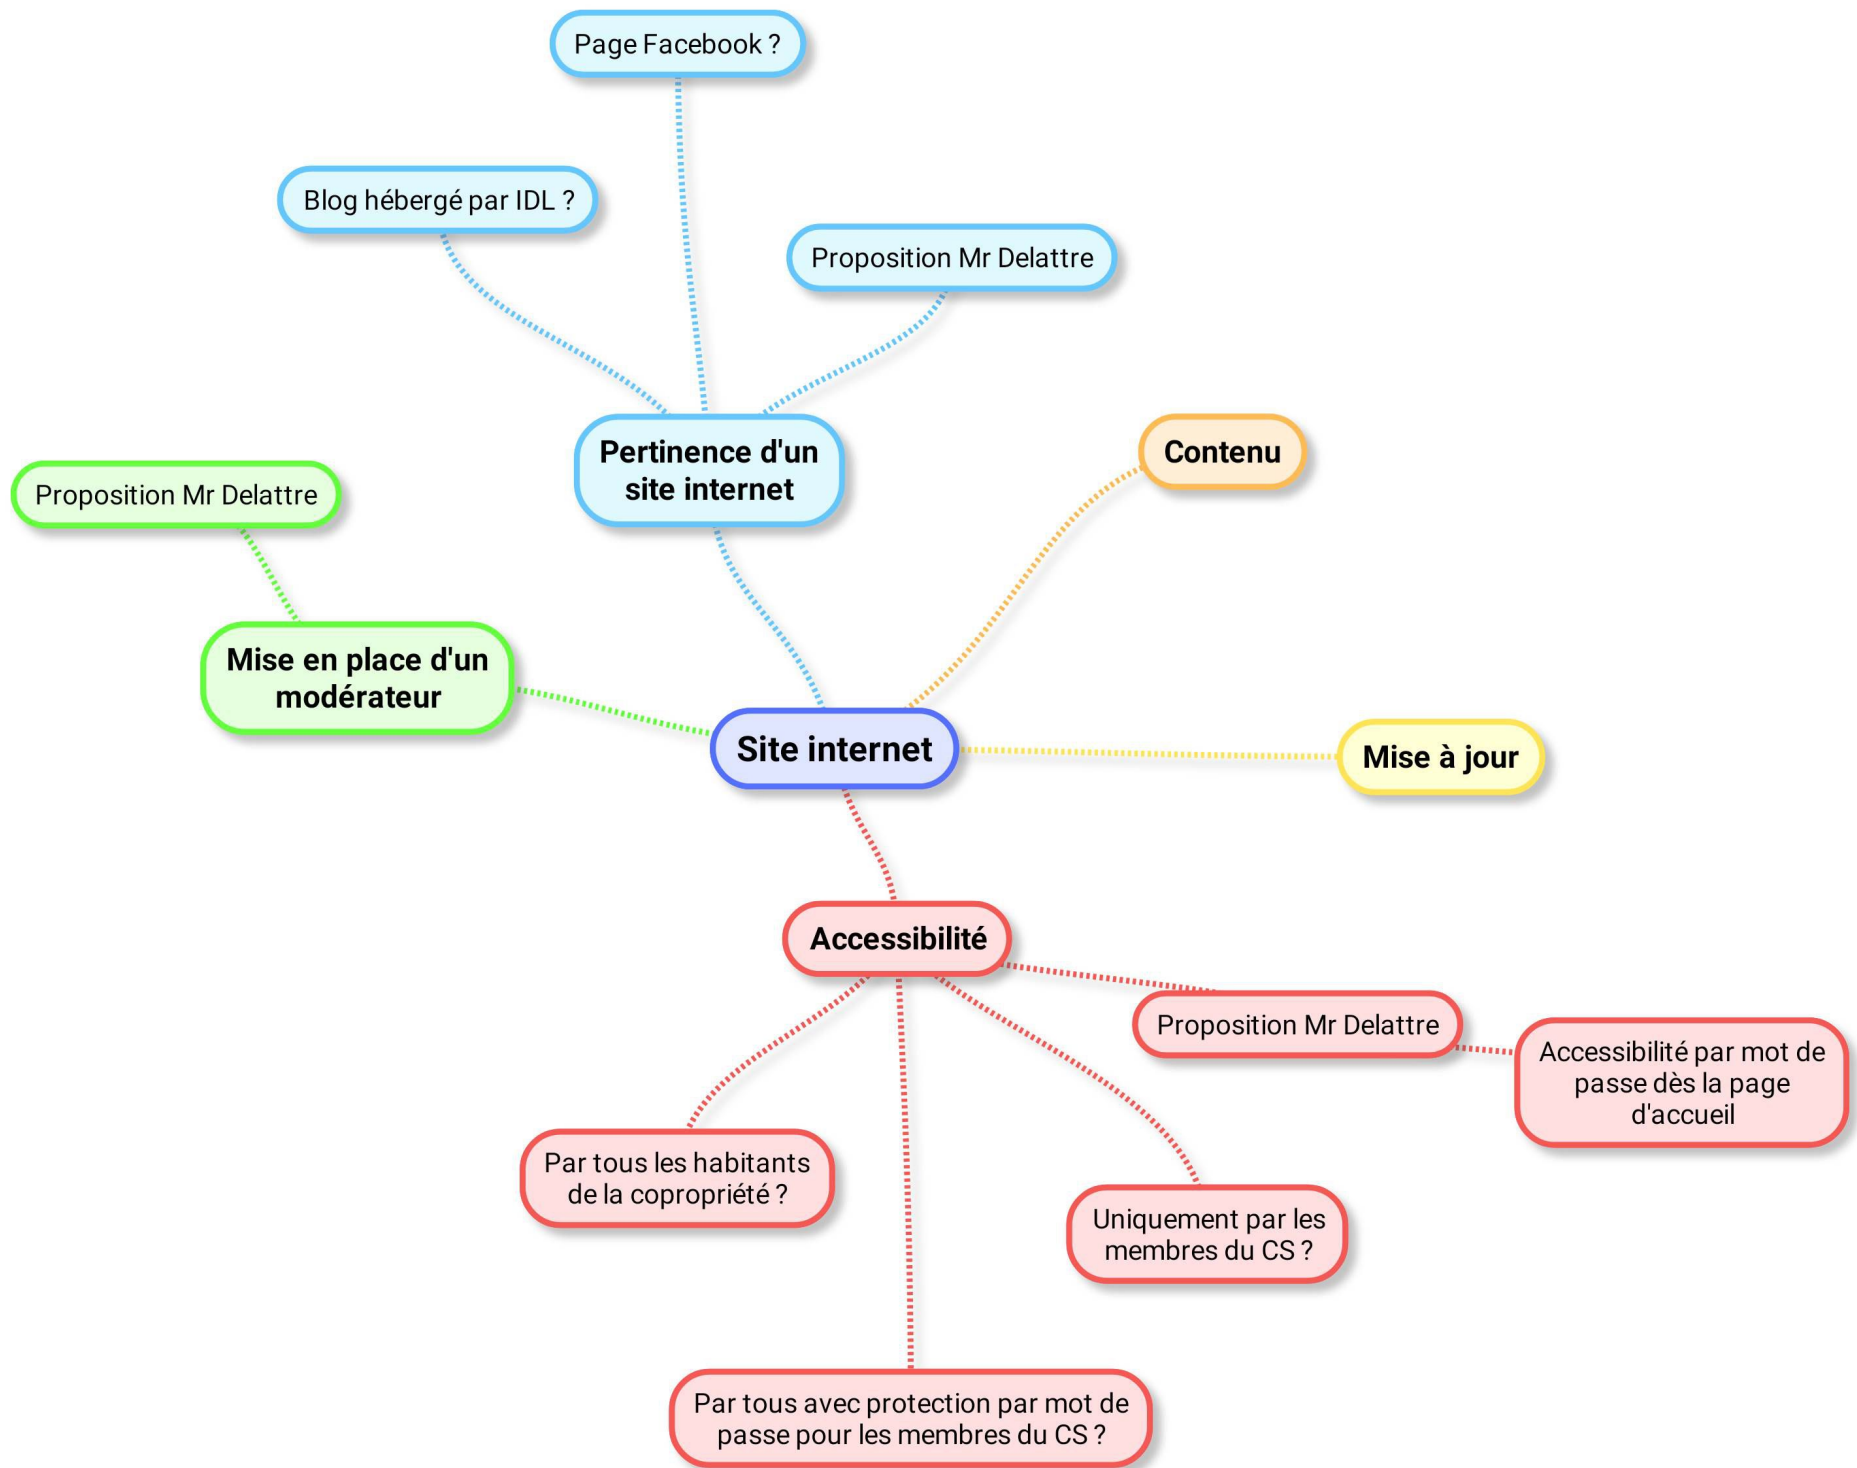 Page Facebook ?
Blog hébergé par IDL ?
Proposition Mr Delattre
Pertinence d'un
site internet
Contenu
Proposition Mr Delattre
Mise en place d'un
modérateur
Site internet
Mise à jour
Accessibilité
Proposition Mr Delattre
Accessibilité par mot de
passe dès la page
d'accueil
Par tous les habitants
de la copropriété ?
Uniquement par les
membres du CS ?
Par tous avec protection par mot de
passe pour les membres du CS ?